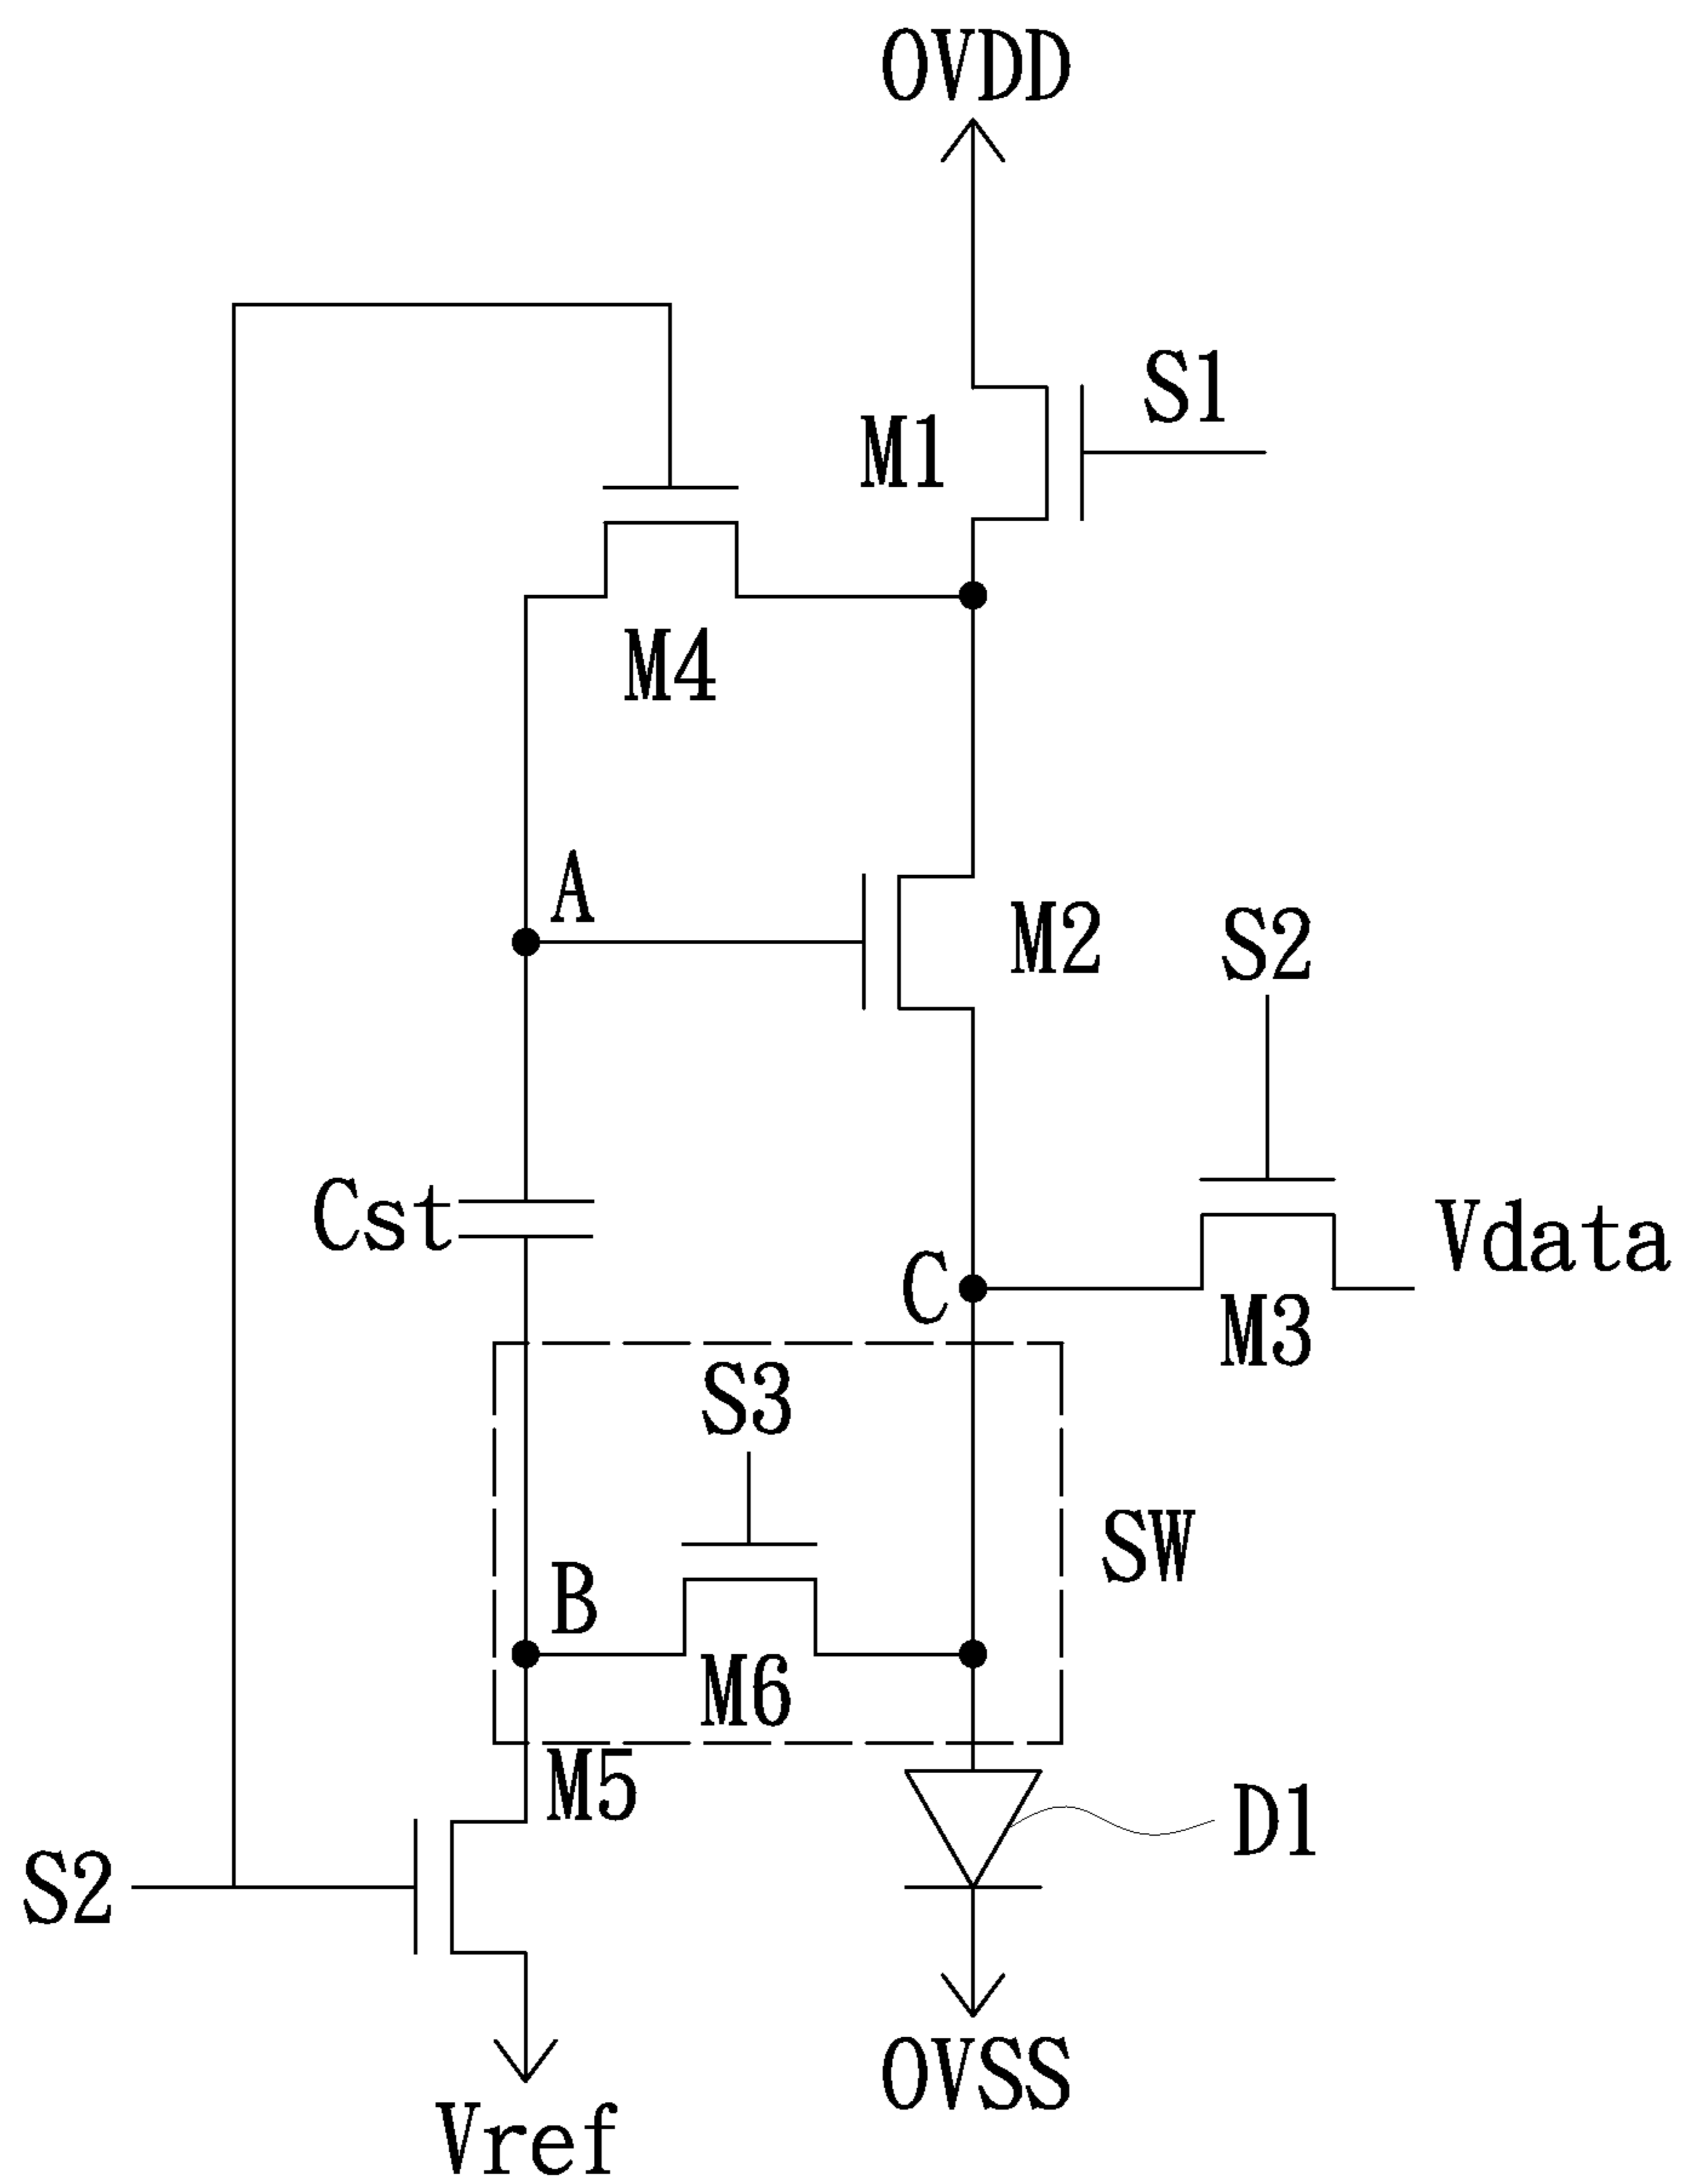 OVDD
S1
M1
M4
A
M2
S2
Cst
C
Vdata
M3
S3
SW
B
M6
M5
D1
S2
OVSS
Vref